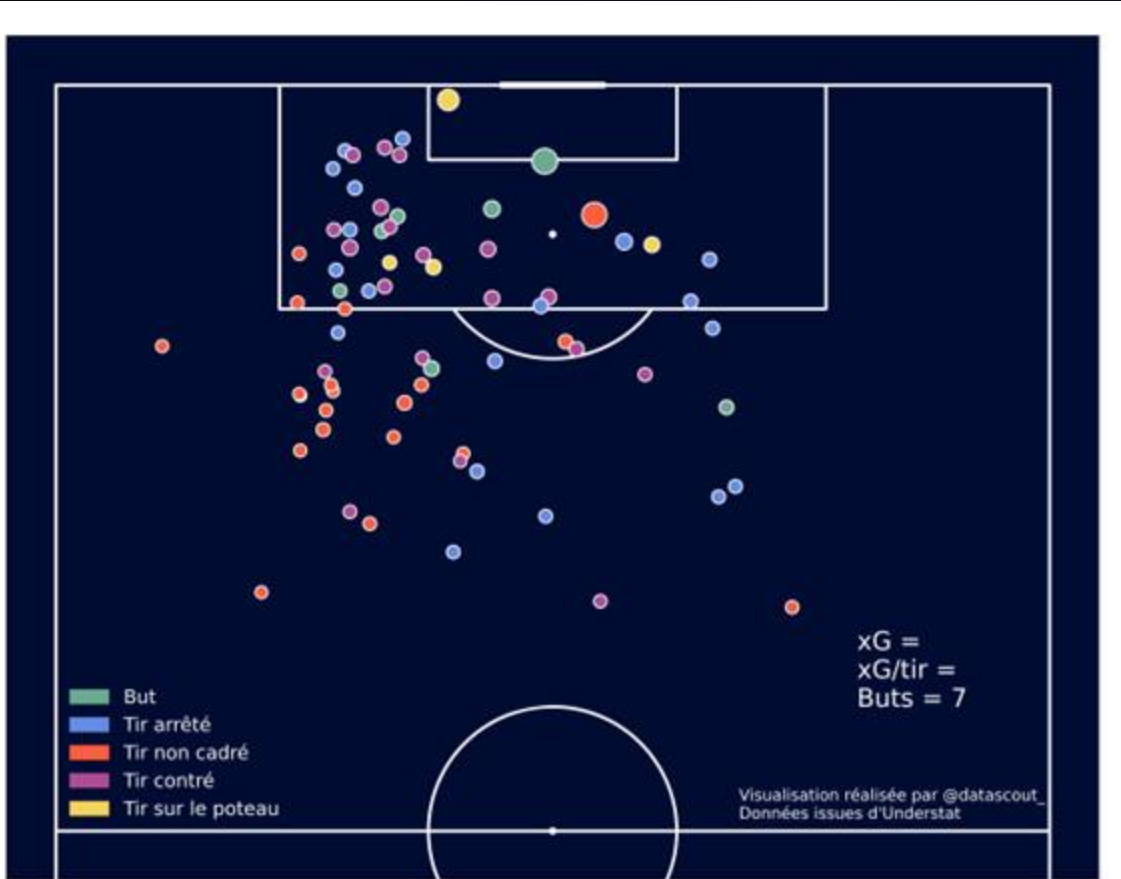 xG =
xG/tir =
Buts = 7
But
Tir arrêté
Tir non cadré
Tir contré
Tir sur le poteau
Visualisation réalisée par @datascout_
Données issues d'Understat